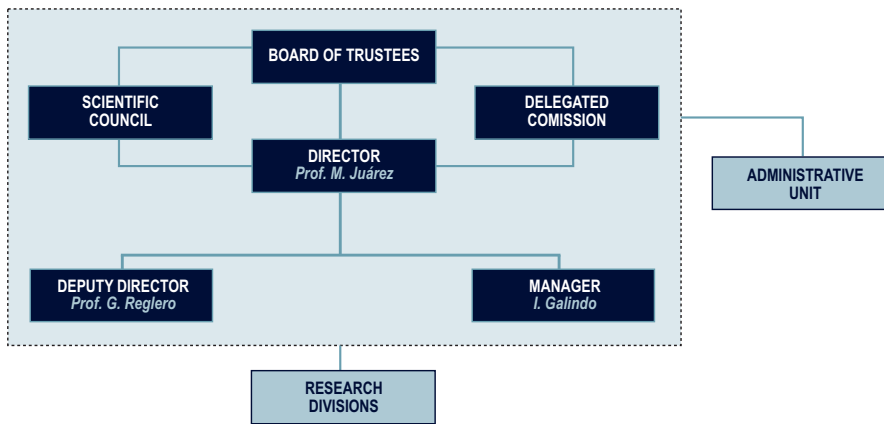 BOARD OF TRUSTEES
SCIENTIFIC
COUNCIL
DELEGATED
COMISSION
DIRECTOR
Prof. M. Juárez
ADMINISTRATIVE
UNIT
DEPUTY DIRECTOR
Prof. G. Reglero
MANAGER
I. Galindo
RESEARCH
DIVISIONS